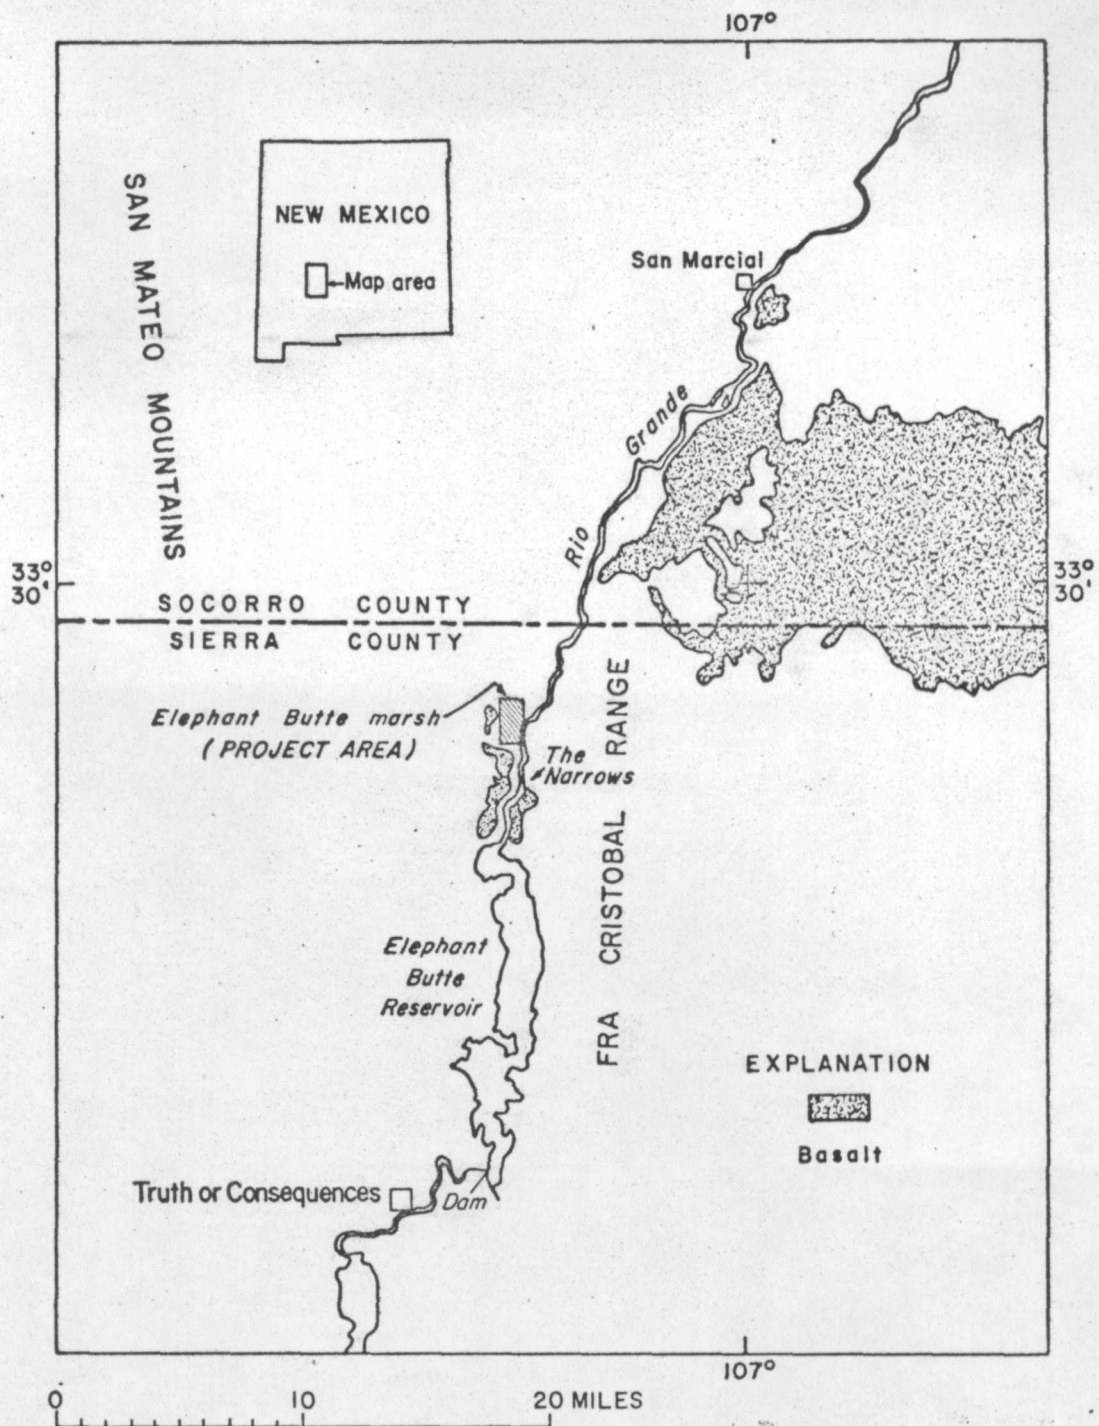 107°
NEW MEXICO
Map area
SAN MATEO MOUNTAINS
San Marcial
Rio Grande
33°
30'
33°
30'
SOCORRO COUNTY
SIERRA COUNTY
Elephant Butte marsh
(PROJECT AREA)
The
Narrows
FRA CRISTOBAL RANGE
Elephant
Butte
Reservoir
EXPLANATION
Basalt
Truth or Consequences
Dam
107°
0 10 20 MILES